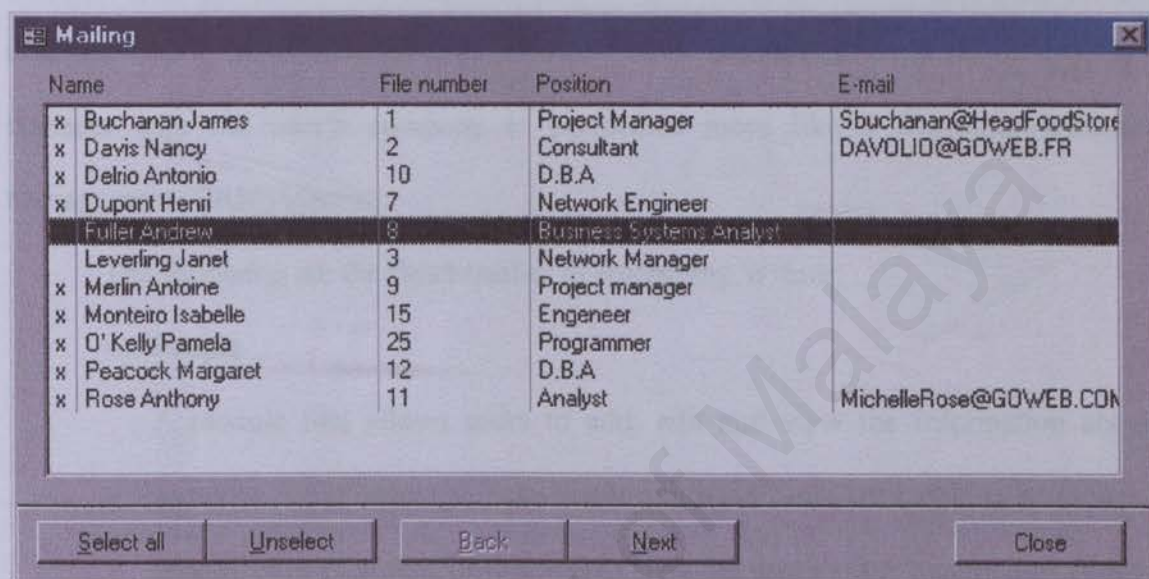 Mailing
Name File number Position E-mail
x Buchanan James 1 Project Manager Sbuchanan@HeadFoodStore
x Davis Nancy 2 Consultant DAVOLIO@GOWEB.FR
x Delrio Antonio 10 D.B.A
x Dupont Henri 7 Network Engineer
Fuller Andrew 8 Business Systems Analyst
Leverling Janet 3 Network Manager
x Merlin Antoine 9 Project manager
x Monteiro Isabelle 15 Engeneer
x O' Kelly Pamela 25 Programmer
x Peacock Margaret 12 D.B.A
x Rose Anthony 11 Analyst MichelleRose@GOWEB.COM
Select all Unselect Back Next Close
of Malaya